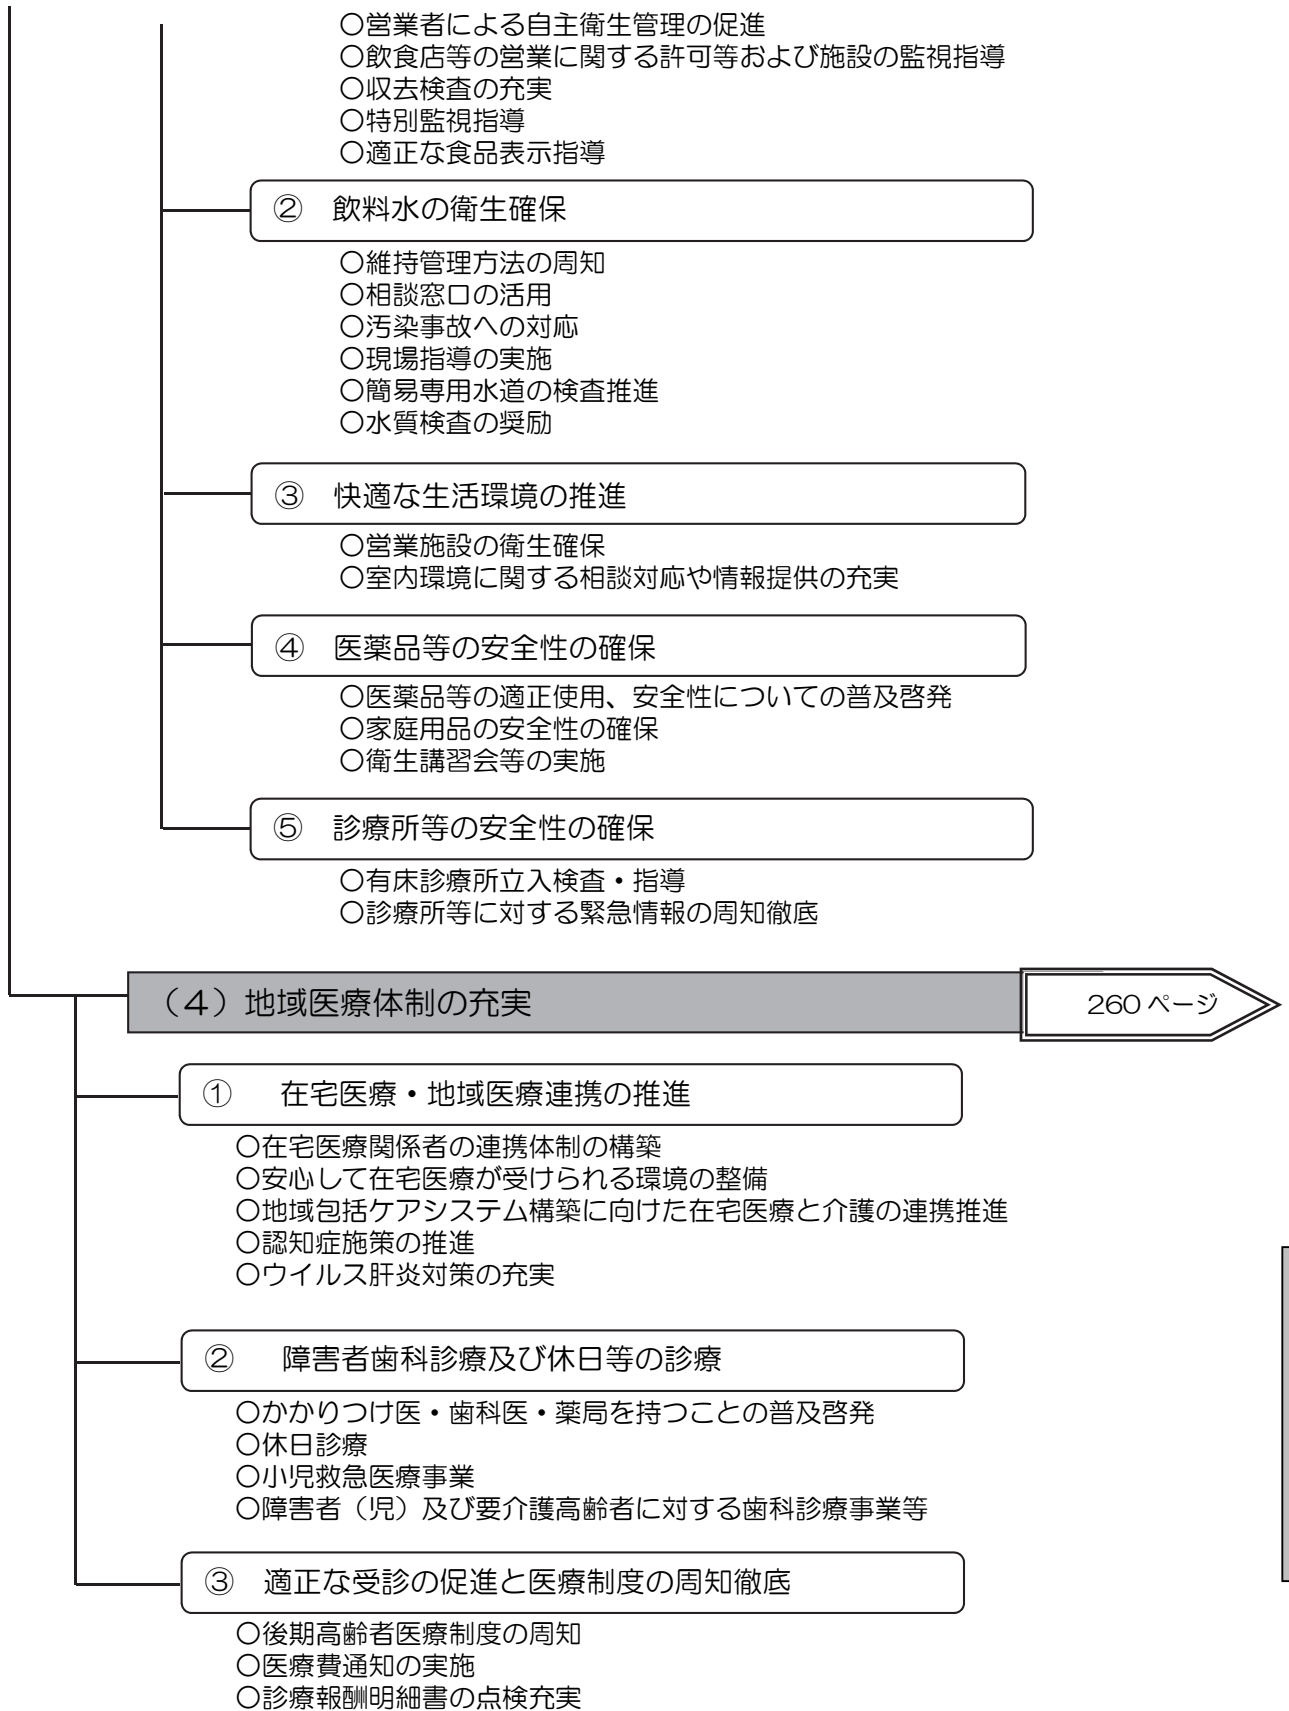 ○営業者による自主衛生管理の促進
○飲食店等の営業に関する許可等および施設の監視指導
○収去検査の充実
○特別監視指導
○適正な食品表示指導
② 飲料水の衛生確保
○維持管理方法の周知
○相談窓口の活用
○汚染事故への対応
○現場指導の実施
○簡易専用水道の検査推進
○水質検査の奨励
③ 快適な生活環境の推進
○営業施設の衛生確保
○室内環境に関する相談対応や情報提供の充実
④ 医薬品等の安全性の確保
○医薬品等の適正使用、安全性についての普及啓発
○家庭用品の安全性の確保
○衛生講習会等の実施
⑤ 診療所等の安全性の確保
○有床診療所立入検査・指導
○診療所等に対する緊急情報の周知徹底
（４）地域医療体制の充実 260 ページ
① 在宅医療・地域医療連携の推進
○在宅医療関係者の連携体制の構築
○安心して在宅医療が受けられる環境の整備
○地域包括ケアシステム構築に向けた在宅医療と介護の連携推進
○認知症施策の推進
○ウイルス肝炎対策の充実
② 障害者歯科診療及び休日等の診療
○かかりつけ医・歯科医・薬局を持つことの普及啓発
○休日診療
○小児救急医療事業
○障害者（児）及び要介護高齢者に対する歯科診療事業等
③ 適正な受診の促進と医療制度の周知徹底
○後期高齢者医療制度の周知
○医療費通知の実施
○診療報酬明細書の点検充実